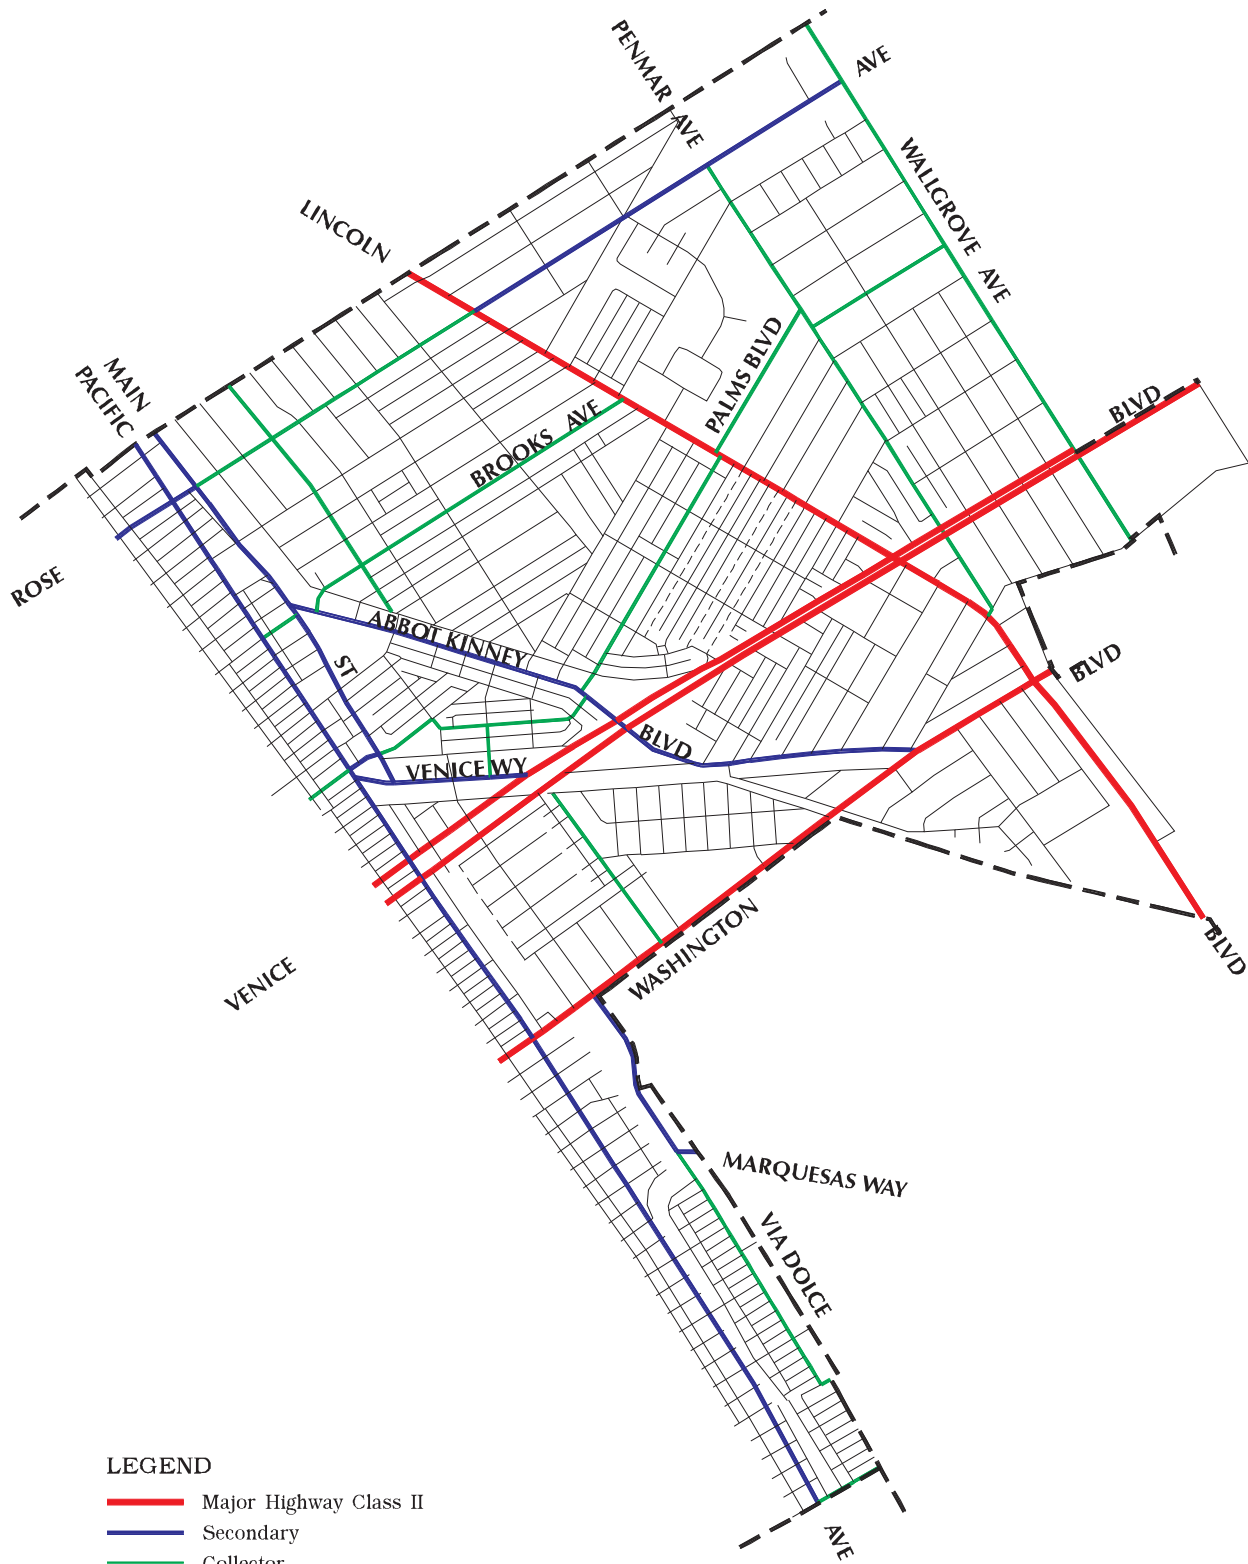 PENMAR AVE
AVE
WALLGROVE AVE
LINCOLN
MAIN
PACIFIC
PALMS BLVD
BLVD
BROOKS AVE
ROSE
ABBOT KINNEY
ST
BLVD
BLVD
VENICE WY
WASHINGTON
VENICE
BLVD
MARQUESAS WAY
VIA DOLCE
AVE
LEGEND
Major Highway Class II
Secondary
Collector